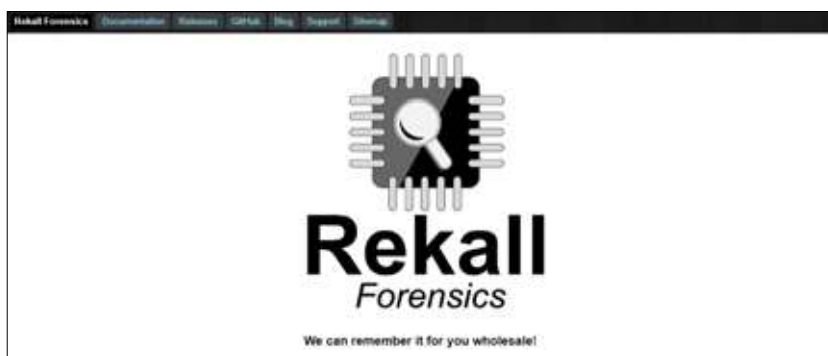 Rekall Forensics Documentation Releases GitHub Blog Support Sitemap
Rekall
Forensics
We can remember it for you wholesale!